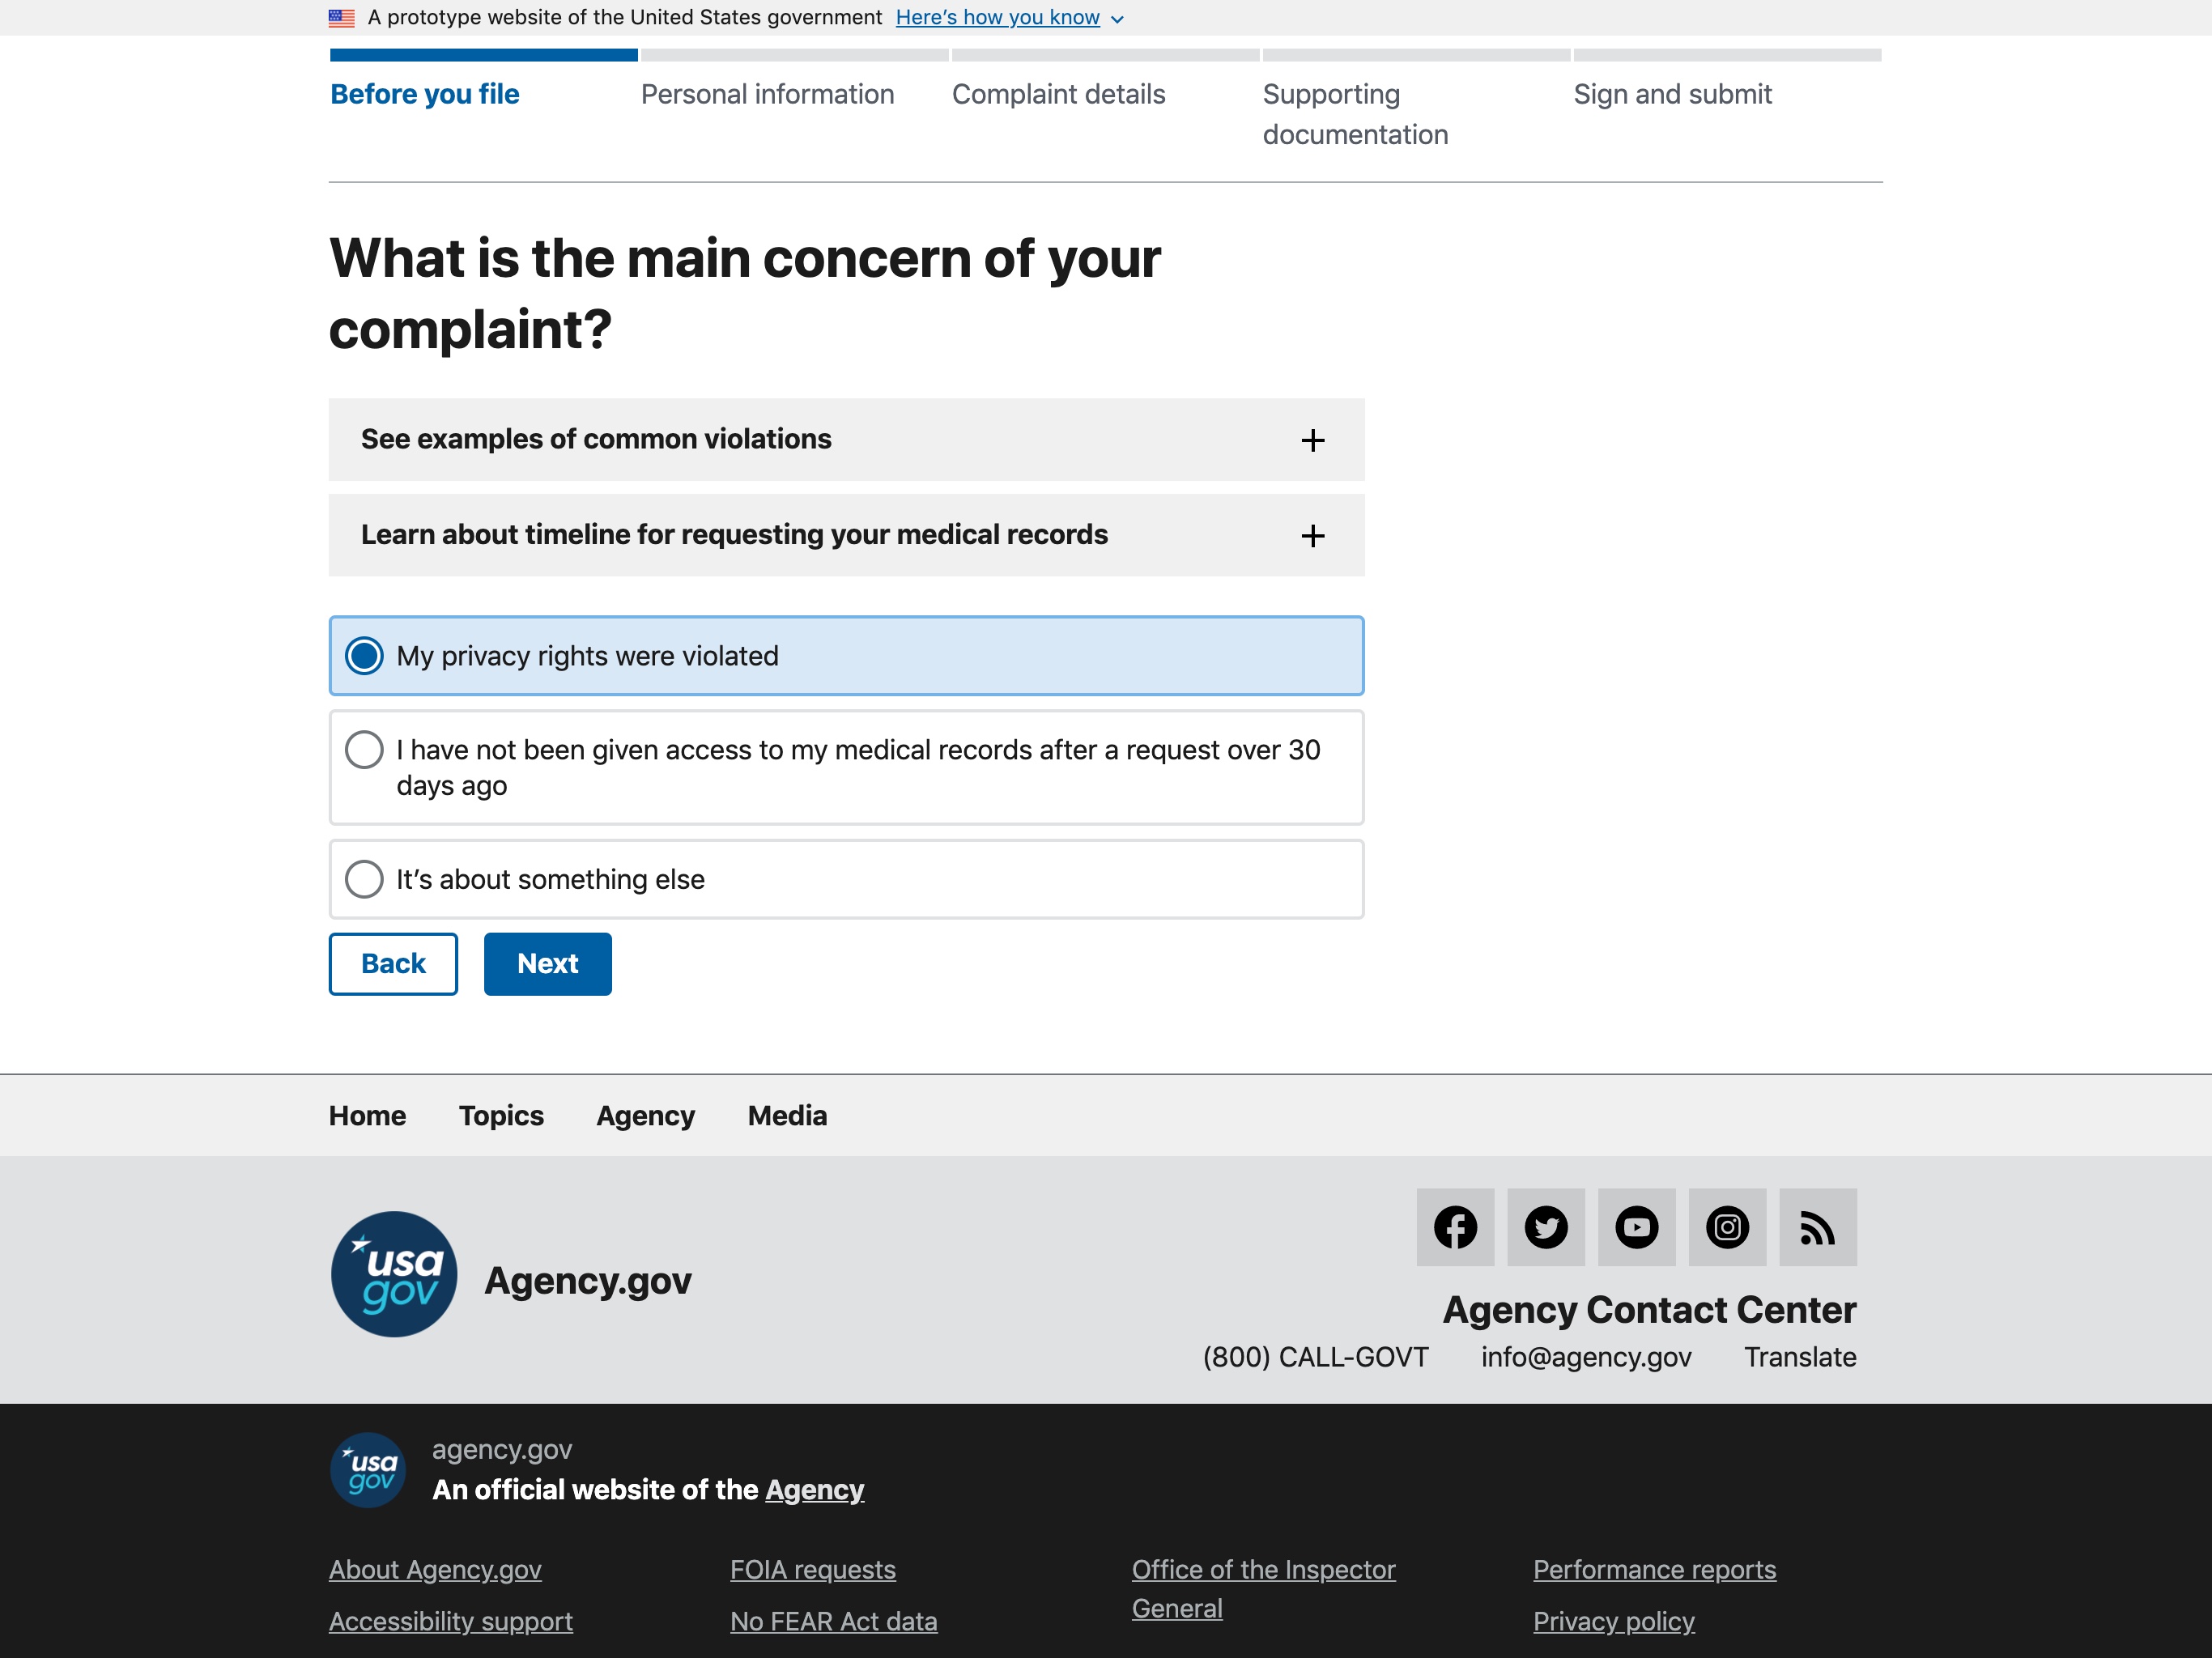 A prototype website of the United States government Here’s how you know
Before you file
Personal information
Complaint details
Supporting
documentation
Sign and submit
What is the main concern of your
complaint?
See examples of common violations
Learn about timeline for requesting your medical records
My privacy rights were violated
I have not been given access to my medical records after a request over 30
days ago
It’s about something else
Back
Next
Home
Topics
Agency
Media
usa
gov
Agency.gov
Agency Contact Center
(800) CALL-GOVT
info@agency.gov
Translate
usa
gov
agency.gov
An official website of the Agency
About Agency.gov
Accessibility support
FOIA requests
No FEAR Act data
Office of the Inspector
General
Performance reports
Privacy policy